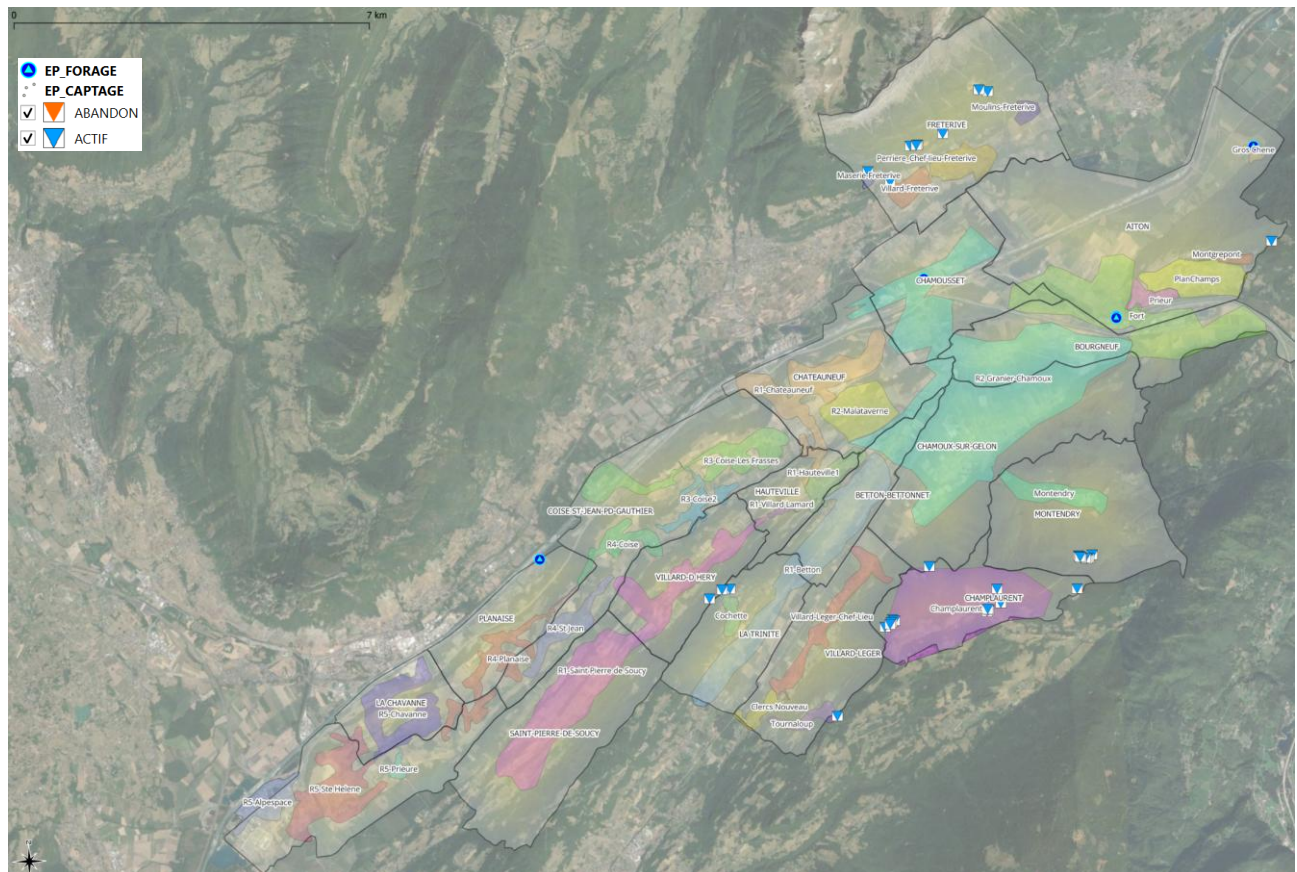 0
7 km
EP_FORAGE
EP_CAPTAGE
ABANDON
ACTIF
Moulins-Freterive
FRETERIVE
Perriere_Chef-lieu-Freterive
Maserie-Freterive
Villard-Freterive
Gros chene
AITON
Montgrepont
PlanChamps
Prieur
Fort
CHAMOUSSET
BOURGNEUF
CHATEAUNEUF
R1-Chateauneuf
R2-Granier-Chamoux
R2-Malataverne
CHAMOUX-SUR-GELON
R3-Coise-Les Frasses
R1-Hauteville1
HAUTEVILLE
R3-Coise2
R1-Villard Lamard
BETTON-BETTONNET
Montendry
MONTENDRY
COISE ST-JEAN-PD-GAUTHIER
R4-Coise
VILLARD-D HERY
R1-Betton
CHAMPLAURENT
Champlaurent
PLANAISE
R4-St Jean
Cochette
Villard-Leger-Chef-Lieu
LA TRINITE
VILLARD-LEGER
R4-Planaise
R1-Saint-Pierre de Soucy
LA CHAVANNE
R5-Chavanne
Clercs Nouveau
Tournaloup
SAINT-PIERRE-DE-SOUCY
R5-Prieure
R5-Ste Hélène
R5-Alpespace
N